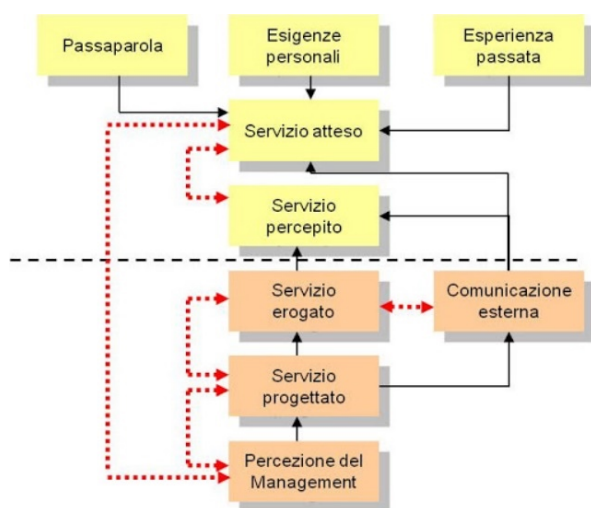 Passaparola
Esigenze
personali
Esperienza
passata
Servizio atteso
Servizio
percepito
Servizio
erogato
Comunicazione
esterna
Servizio
progettato
Percezione del
Management